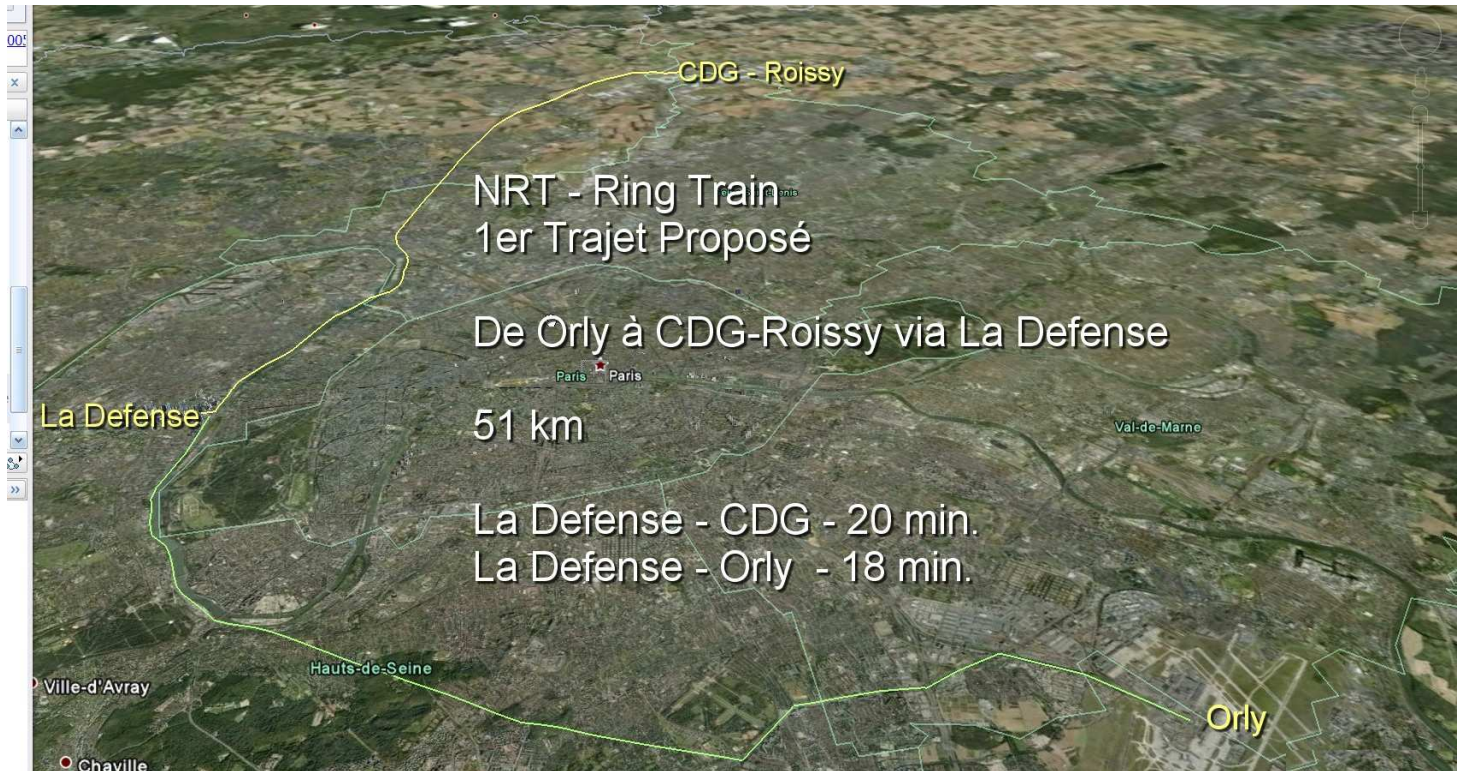 005
CDG - Roissy
NRT - Ring Train
1er Trajet Proposé
De Orly à CDG-Roissy via La Defense
Paris Paris
51 km
La Defense
Val-de-Marne
La Defense - CDG - 20 min.
La Defense - Orly - 18 min.
Hauts-de-Seine
Ville-d'Avray
Orly
Chaville